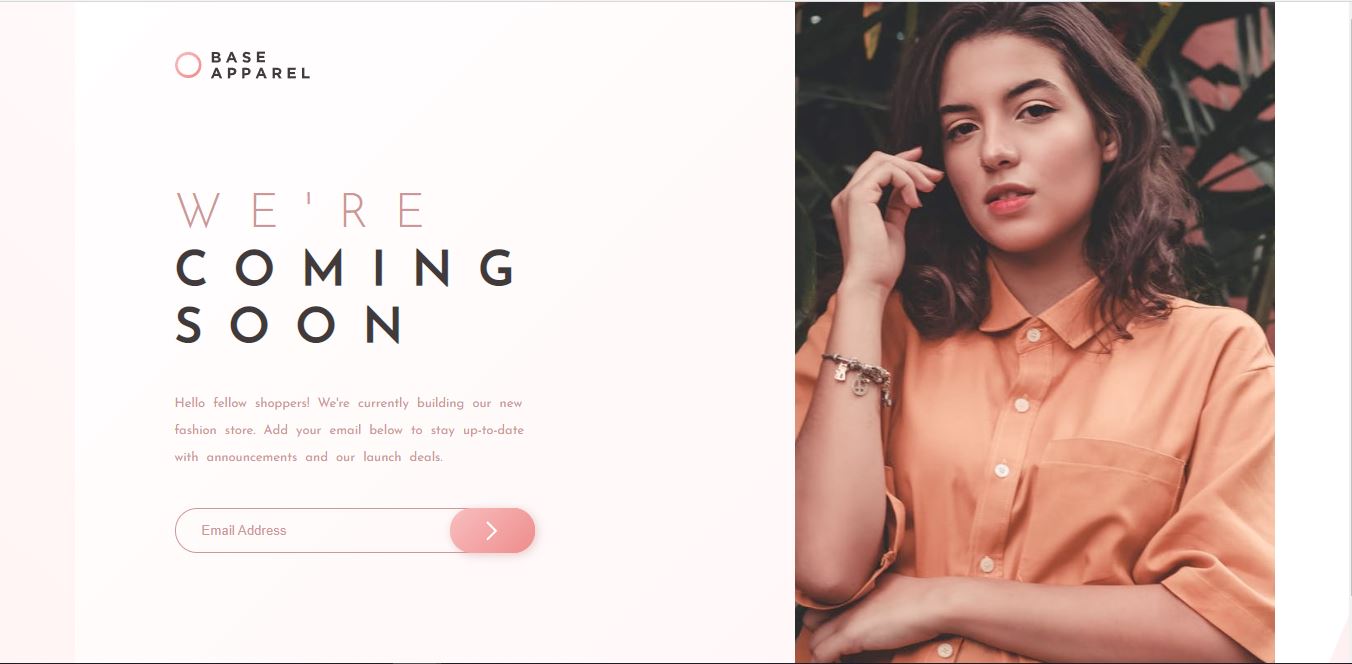 BASE
APPAREL
WE'RE
COMING
SOON
Hello fellow shoppers! We're currently building our new
fashion store. Add your email below to stay up-to-date
with announcements and our launch deals.
Email Address